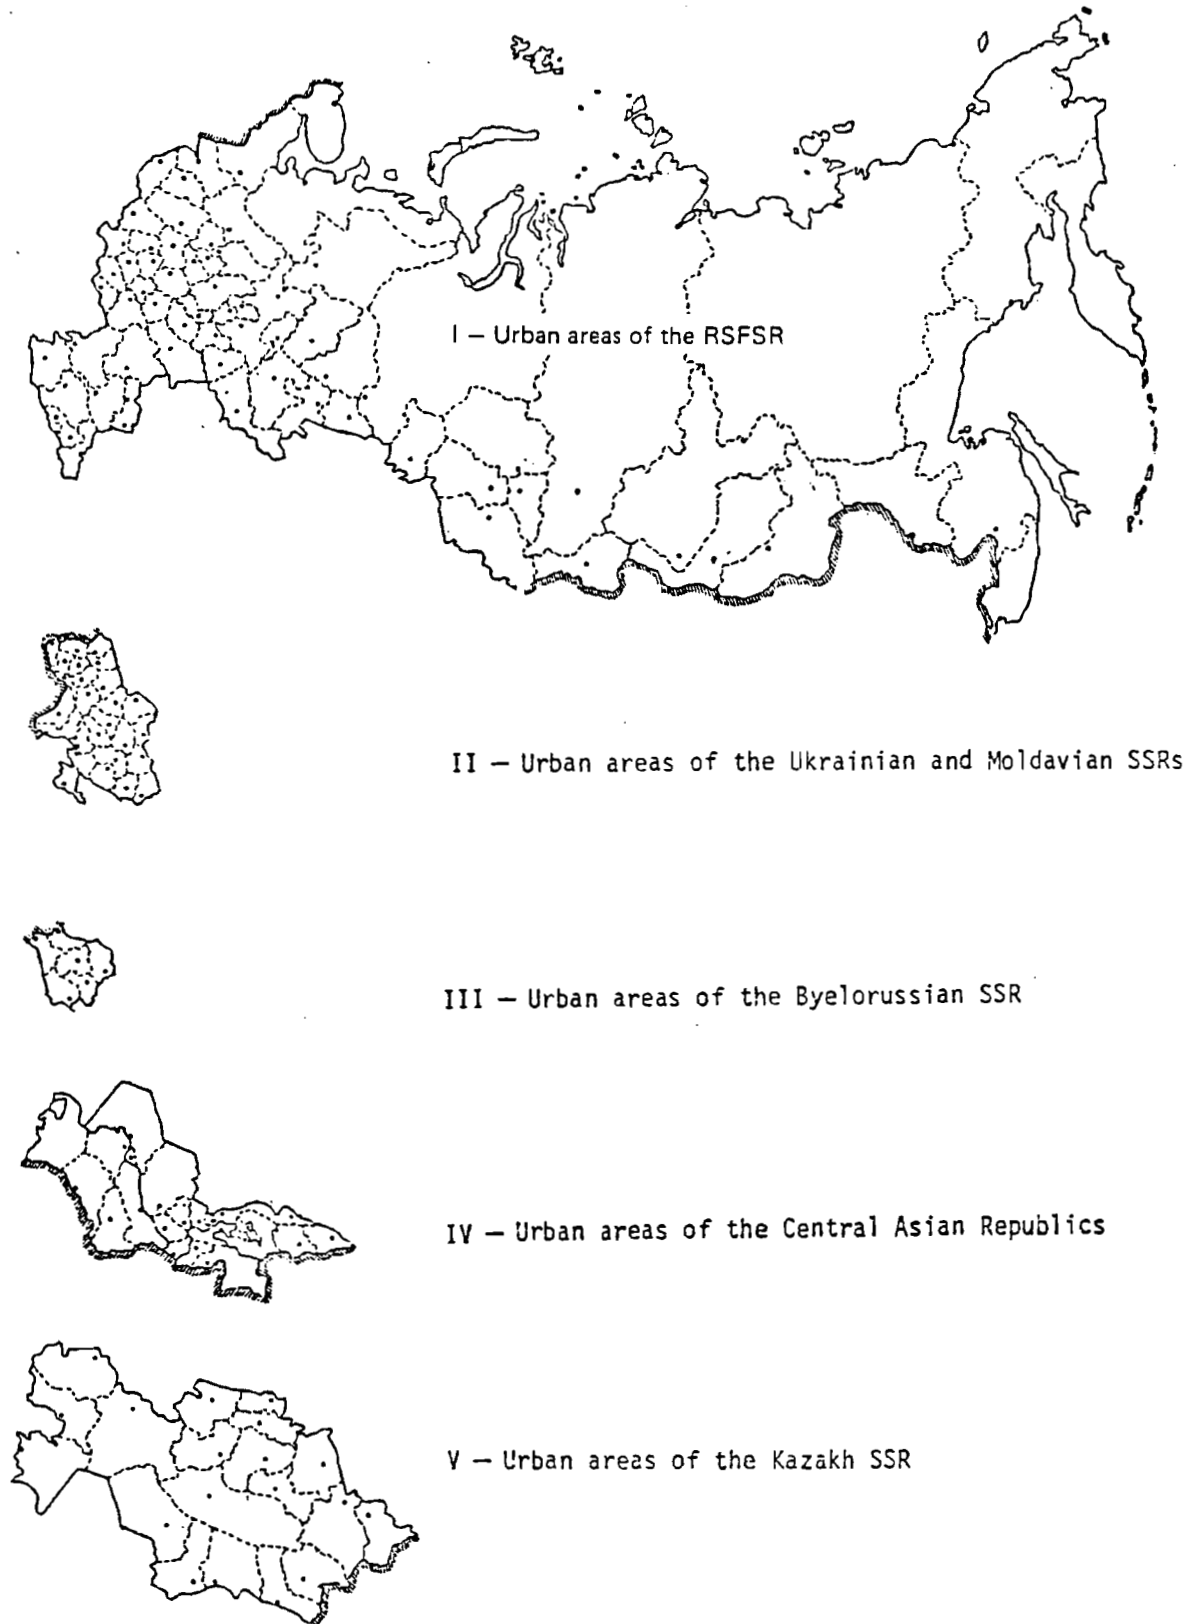 I – Urban areas of the RSFSR
II – Urban areas of the Ukrainian and Moldavian SSRs
III – Urban areas of the Byelorussian SSR
IV – Urban areas of the Central Asian Republics
V – Urban areas of the Kazakh SSR